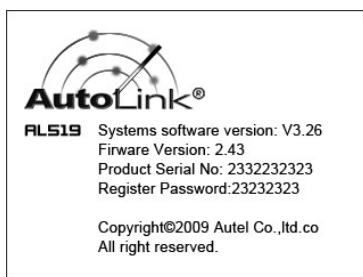 AutoLink®
AL519
Systems software version: V3.26
Firware Version: 2.43
Product Serial No: 2332232323
Register Password:23232323
Copyright©2009 Autel Co.,ltd.co
All right reserved.